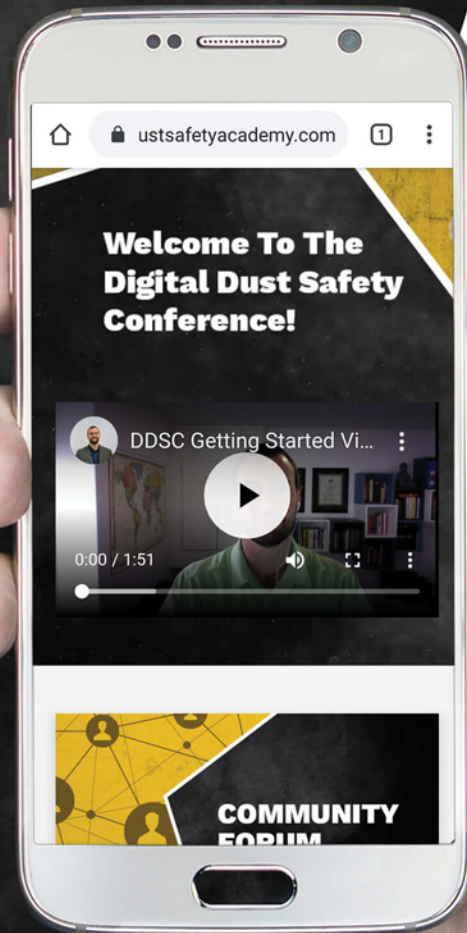 ustsafetyacademy.com
1
Welcome To The
Digital Dust Safety
Conference!
DDSC Getting Started Vi...
0:00 / 1:51
COMMUNITY
FORUM